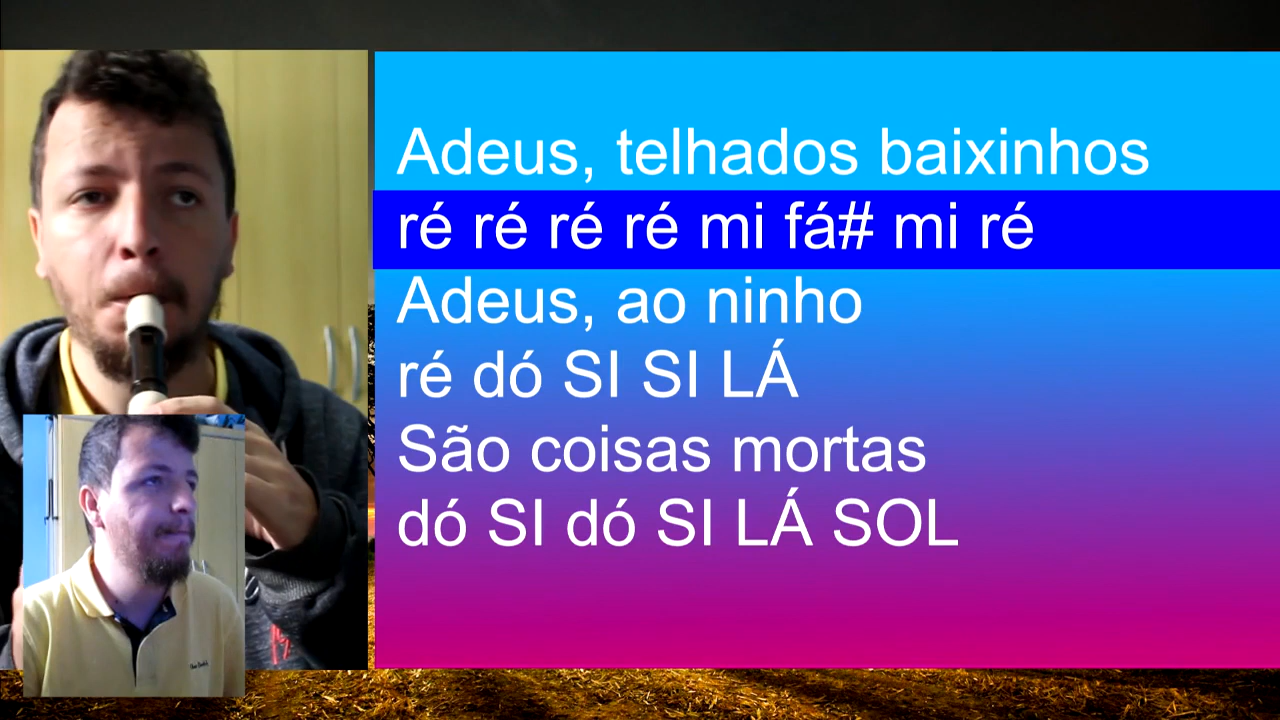 Adeus, telhados baixinhos
ré ré ré ré mi fá# mi ré
Adeus, ao ninho
ré dó SI SI LÁ
São coisas mortas
dó SI dó SI LÁ SOL